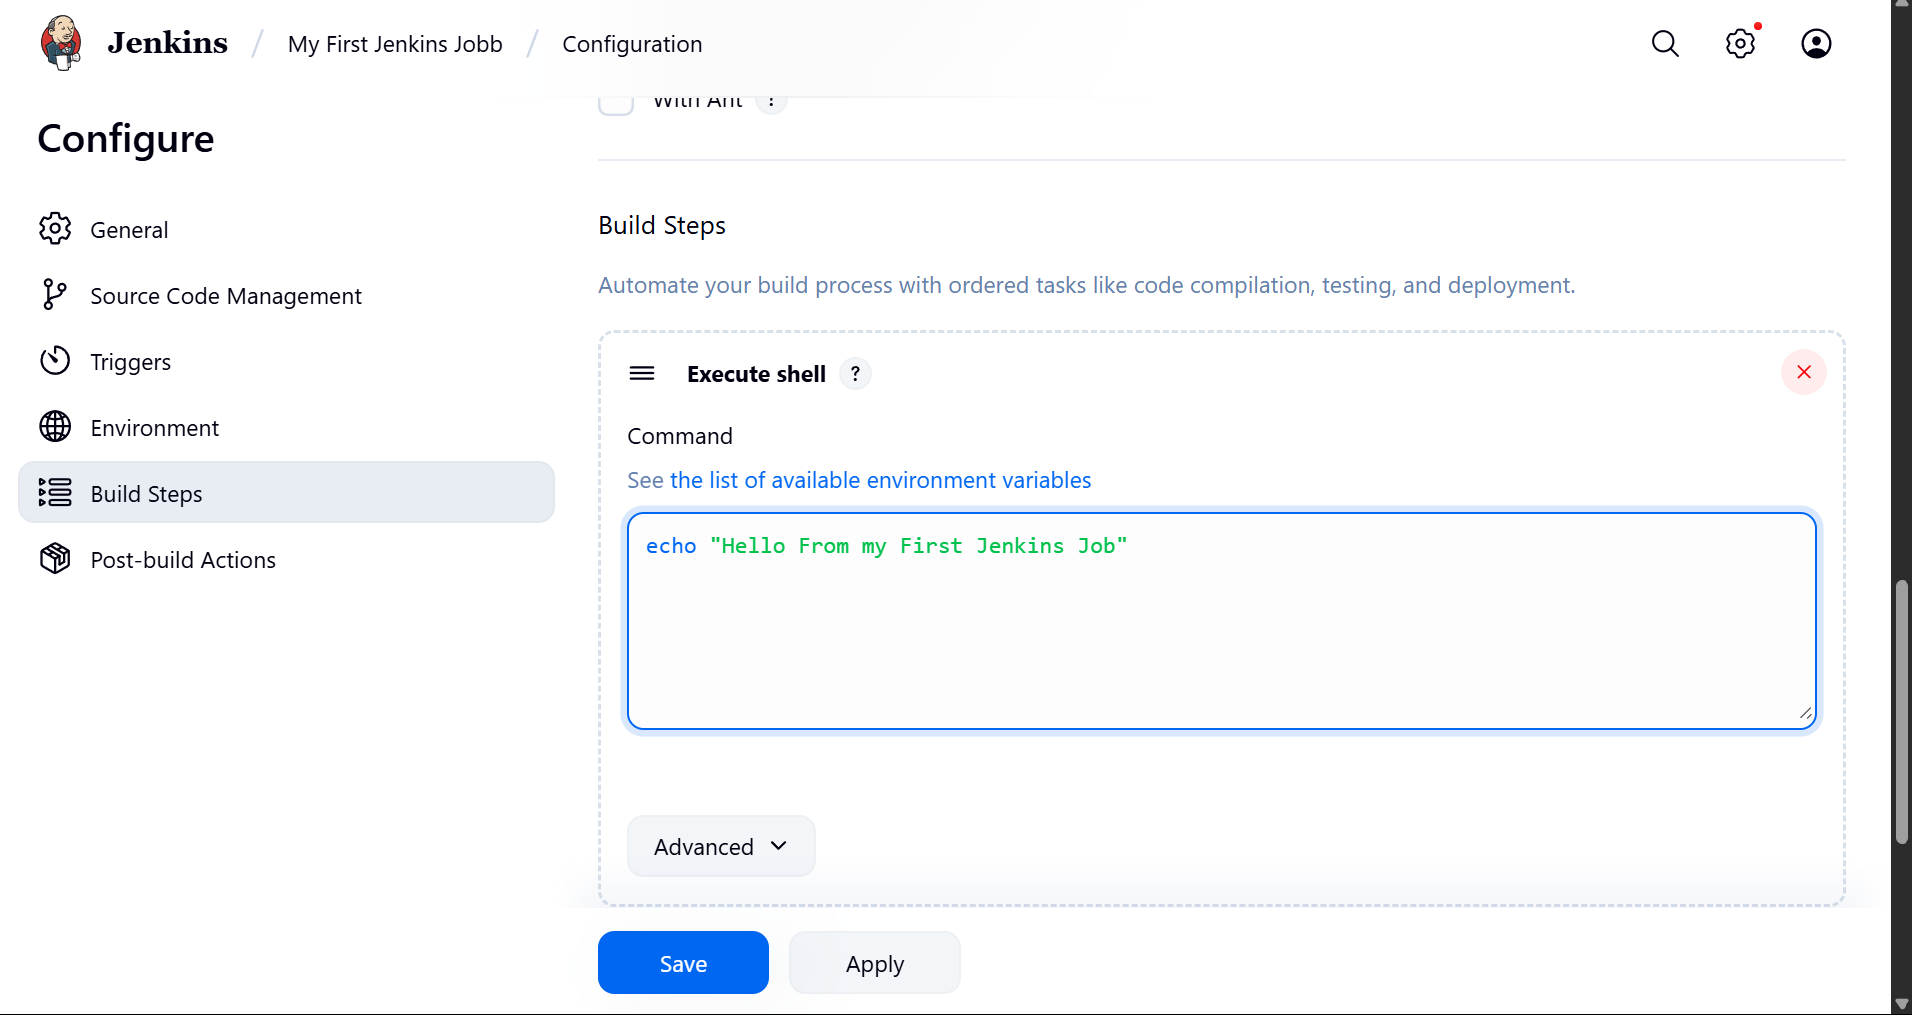 Jenkins / My First Jenkins Jobb / Configuration
Configure
General
Source Code Management
Triggers
Environment
Build Steps
Post-build Actions
With Ant ?
Build Steps
Automate your build process with ordered tasks like code compilation, testing, and deployment.
Execute shell ?
Command
See the list of available environment variables
echo "Hello From my First Jenkins Job"
Advanced
Save
Apply